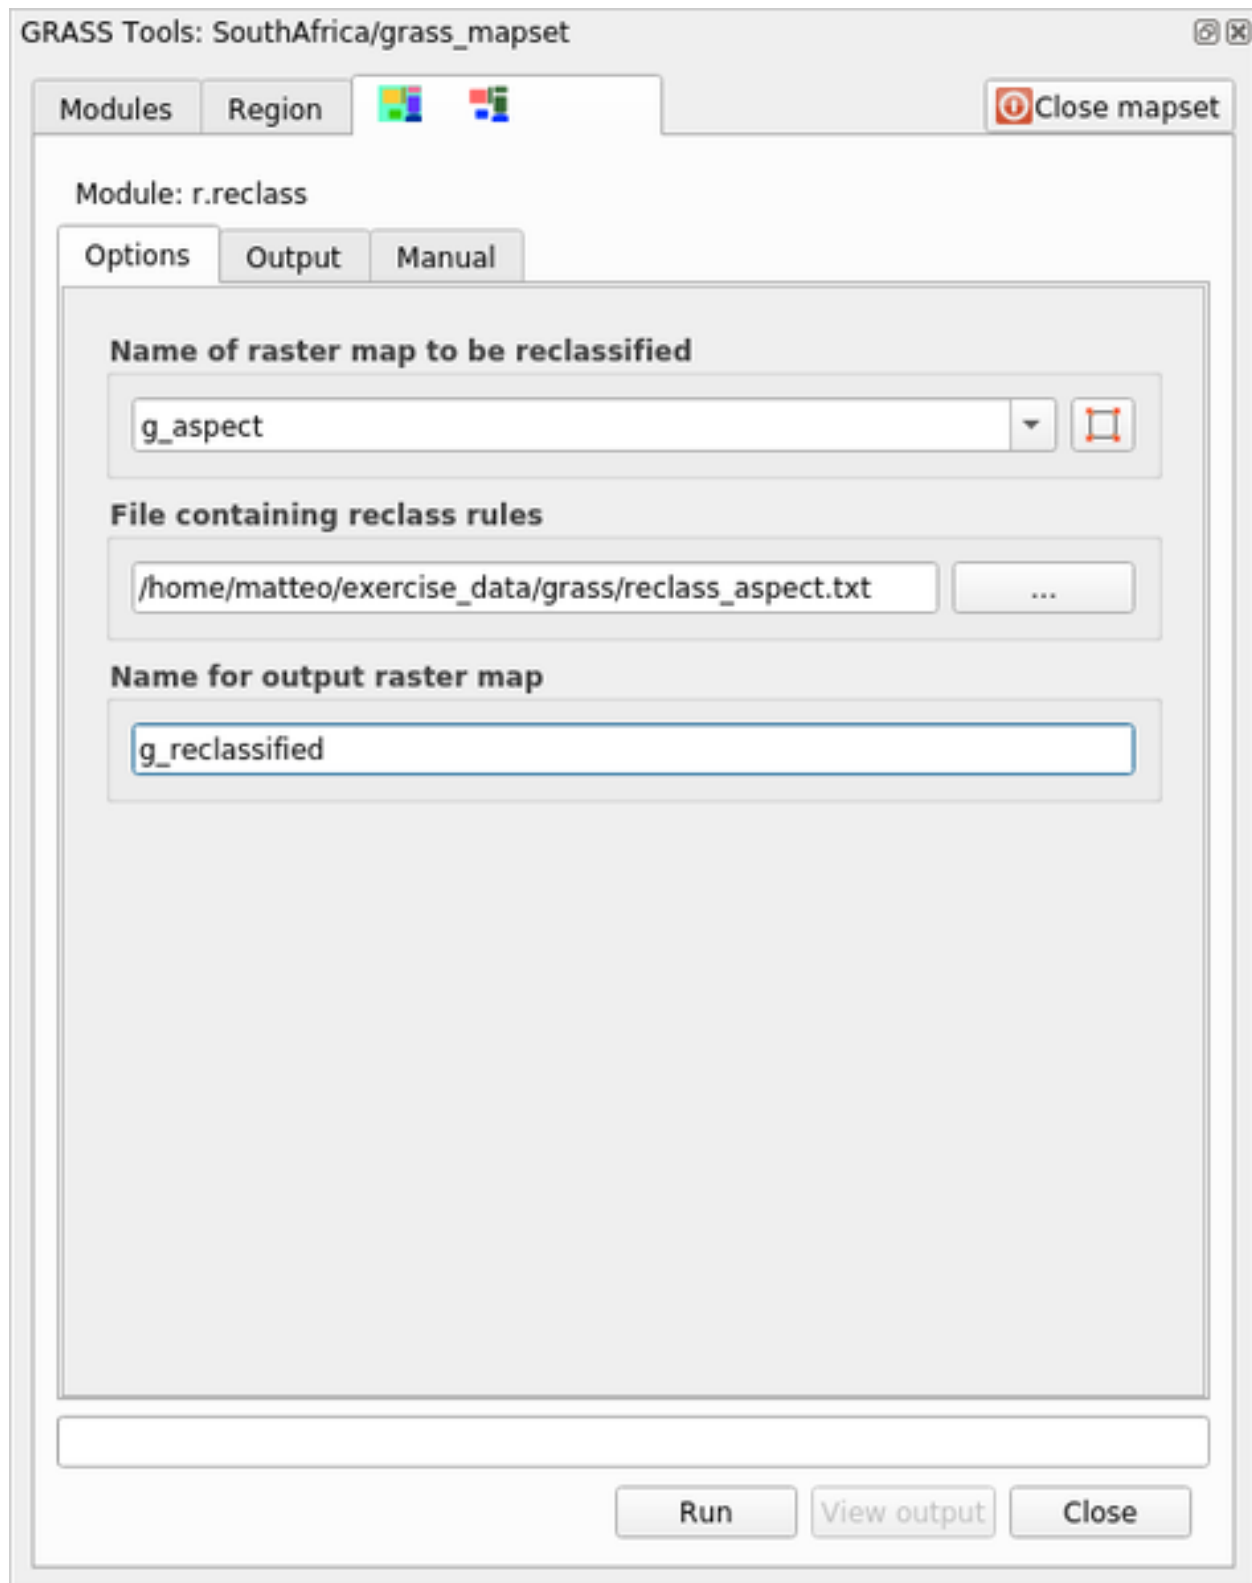 GRASS Tools: SouthAfrica/grass_mapset
Modules Region Close mapset
Module: r.reclass
Options Output Manual
Name of raster map to be reclassified
g_aspect
File containing reclass rules
/home/matteo/exercise_data/grass/reclass_aspect.txt ...
Name for output raster map
g_reclassified
Run View output Close